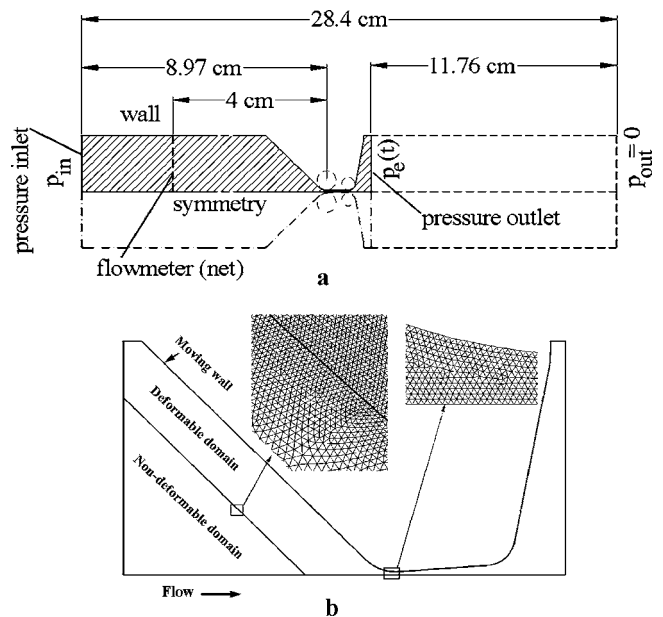 28.4 cm
8.97 cm
11.76 cm
4 cm
wall
pressure inlet
p_in
p_e(t)
p_out = 0
symmetry
pressure outlet
flowmeter (net)
a
Moving wall
Deformable domain
Non-deformable domain
Flow
b